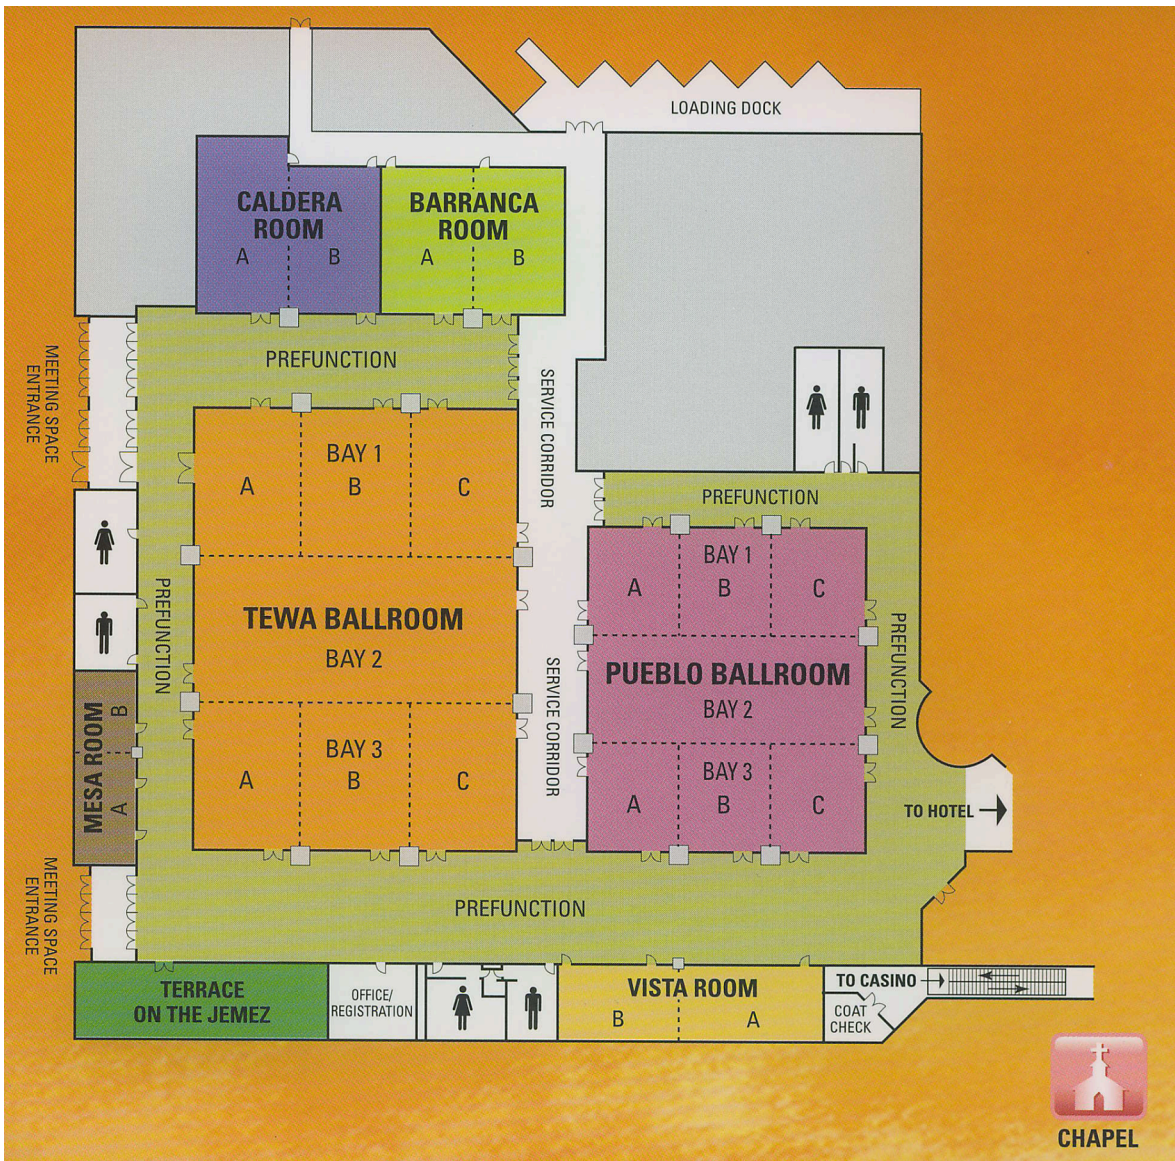 LOADING DOCK
CALDERA
ROOM
A
B
BARRANCA
ROOM
A
B
MEETING SPACE
ENTRANCE
PREFUNCTION
SERVICE CORRIDOR
BAY 1
A
B
C
PREFUNCTION
PREFUNCTION
TEWA BALLROOM
BAY 2
BAY 1
A
B
C
PREFUNCTION
PUEBLO BALLROOM
BAY 2
SERVICE CORRIDOR
MESA ROOM
B
A
BAY 3
A
B
C
BAY 3
A
B
C
TO HOTEL
MEETING SPACE
ENTRANCE
PREFUNCTION
TERRACE
ON THE JEMEZ
OFFICE/
REGISTRATION
VISTA ROOM
B
A
TO CASINO
COAT
CHECK
CHAPEL